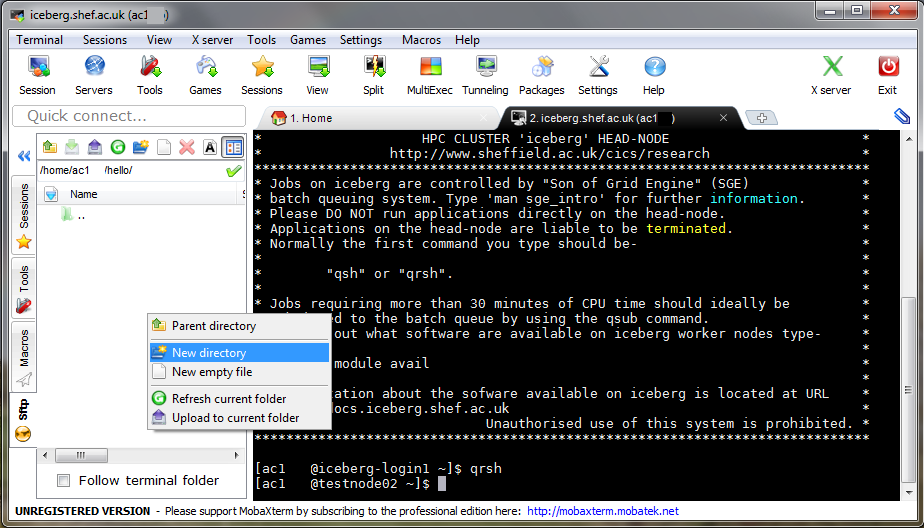 iceberg.shef.ac.uk (ac1 )
Terminal Sessions View X server Tools Games Settings Macros Help
Session Servers Tools Games Sessions View Split MultiExec Tunneling Packages Settings Help X server Exit
Quick connect...
1. Home
2. iceberg.shef.ac.uk (ac1 )
/home/ac1 /hello/
Name
..
Sessions
Tools
Macros
Sftp
Parent directory
New directory
New empty file
Refresh current folder
Upload to current folder
Follow terminal folder
* HPC CLUSTER 'iceberg' HEAD-NODE *
* http://www.sheffield.ac.uk/cics/research *
* Jobs on iceberg are controlled by "Son of Grid Engine" (SGE) *
* batch queuing system. Type 'man sge_intro' for further information. *
* Please DO NOT run applications directly on the head-node. *
* Applications on the head-node are liable to be terminated. *
* Normally the first command you type should be- *
* *
* "qsh" or "qrsh". *
* *
* Jobs requiring more than 30 minutes of CPU time should ideally be *
to the batch queue by using the qsub command. *
out what software are available on iceberg worker nodes type- *
*
module avail *
*
about the sofware available on iceberg is located at URL *
docs.iceberg.shef.ac.uk *
Unauthorised use of this system is prohibited. *
[ac1 @iceberg-login1 ~]$ qrsh
[ac1 @testnode02 ~]$
UNREGISTERED VERSION - Please support MobaXterm by subscribing to the professional edition here: http://mobaxterm.mobatek.net